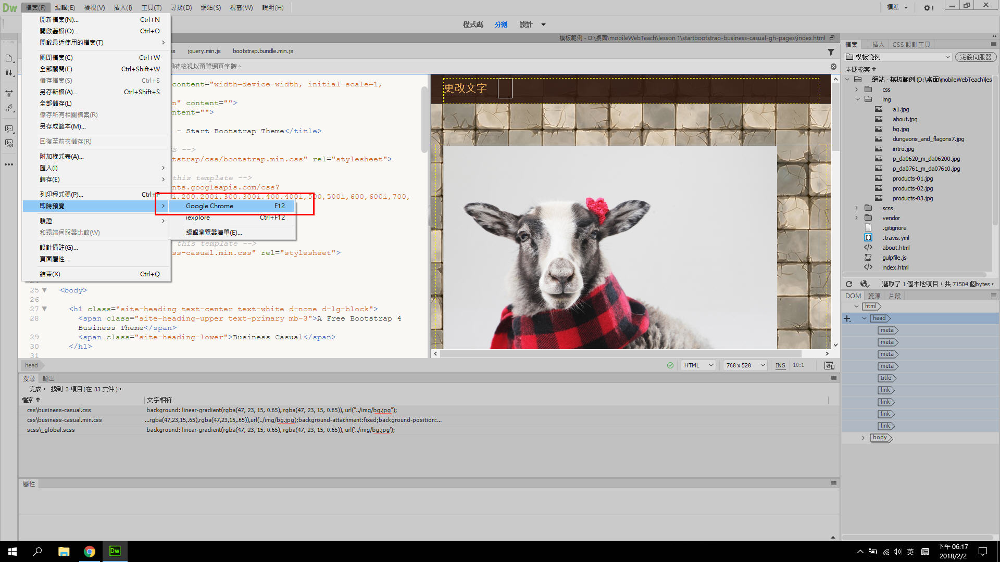 Dw 檔案(F) 編輯(E) 檢視(V) 插入(I) 工具(T) 尋找(D) 網站(S) 視窗(W) 說明(H) 標準
程式碼 分割 設計
模板範例 - D:\桌面\mobileWebTeach\lesson 1\startbootstrap-business-casual-gh-pages\index.html
ss jquery.min.js bootstrap.bundle.min.js
即時檢視以預覽網頁字體。
開新檔案(N)... Ctrl+N
開啟舊檔(O)... Ctrl+O
開啟最近使用的檔案(T)
關閉檔案(C) Ctrl+W
全部關閉(E) Ctrl+Shift+W
儲存檔案(S) Ctrl+S
另存新檔(A)... Ctrl+Shift+S
全部儲存(L)
儲存所有相關檔案(R)
另存成範本(M)...
回復至前次儲存(R)
附加樣式表(A)...
匯入(I)
轉存(E)
列印程式碼(P)... Ctrl+P
即時預覽
驗證
和遠端伺服器比較(W)
設計備註(G)...
頁面屬性...
結束(X) Ctrl+Q
Google Chrome F12
iexplore Ctrl+F12
編輯瀏覽器清單(E)...
content="width=device-width, initial-scale=1,
n" content="">
ntent="">
- Start Bootstrap Theme</title>
S -->
tstrap/css/bootstrap.min.css" rel="stylesheet">
this template -->
nts.googleapis.com/css?
i,200,200i,300,300i,400,400i,500,500i,600,600i,700,
this template -->
ss-casual.min.css" rel="stylesheet">
25 <body>
26
27 <h1 class="site-heading text-center text-white d-none d-lg-block">
28 <span class="site-heading-upper text-primary mb-3">A Free Bootstrap 4
Business Theme</span>
29 <span class="site-heading-lower">Business Casual</span>
30 </h1>
31
更改文字
head HTML 768 x 528 INS 10:1
搜尋 輸出
完成。 找到 3 項目(在 33 文件)。
檔案 文字相符
css\business-casual.css background: linear-gradient(rgba(47, 23, 15, 0.65), rgba(47, 23, 15, 0.65)), url("../img/bg.jpg");
css\business-casual.min.css ...rgba(47,23,15,.65),rgba(47,23,15,.65)),url(../img/bg.jpg);background-attachment:fixed;background-position:...
scss\_global.scss background: linear-gradient(rgba(47, 23, 15, 0.65), rgba(47, 23, 15, 0.65)), url('../img/bg.jpg');
屬性
檔案 插入 CSS 設計工具
模板範例 定義伺服器
本機檔案
網站 - 模板範例 (D:\桌面\mobileWebTeach\les
css
img
a1.jpg
about.jpg
bg.jpg
dungeons_and_flagons7.jpg
intro.jpg
p_da0620_m_da06200.jpg
p_da0761_m_da07610.jpg
products-01.jpg
products-02.jpg
products-03.jpg
scss
vendor
.gitignore
.travis.yml
about.html
gulpfile.js
index.html
選取了 1 個本地項目，共 71504 個bytes。
DOM 資源 片段
html
head
meta
meta
meta
meta
title
link
link
link
link
body
Dw 英 下午 06:17
2018/2/2